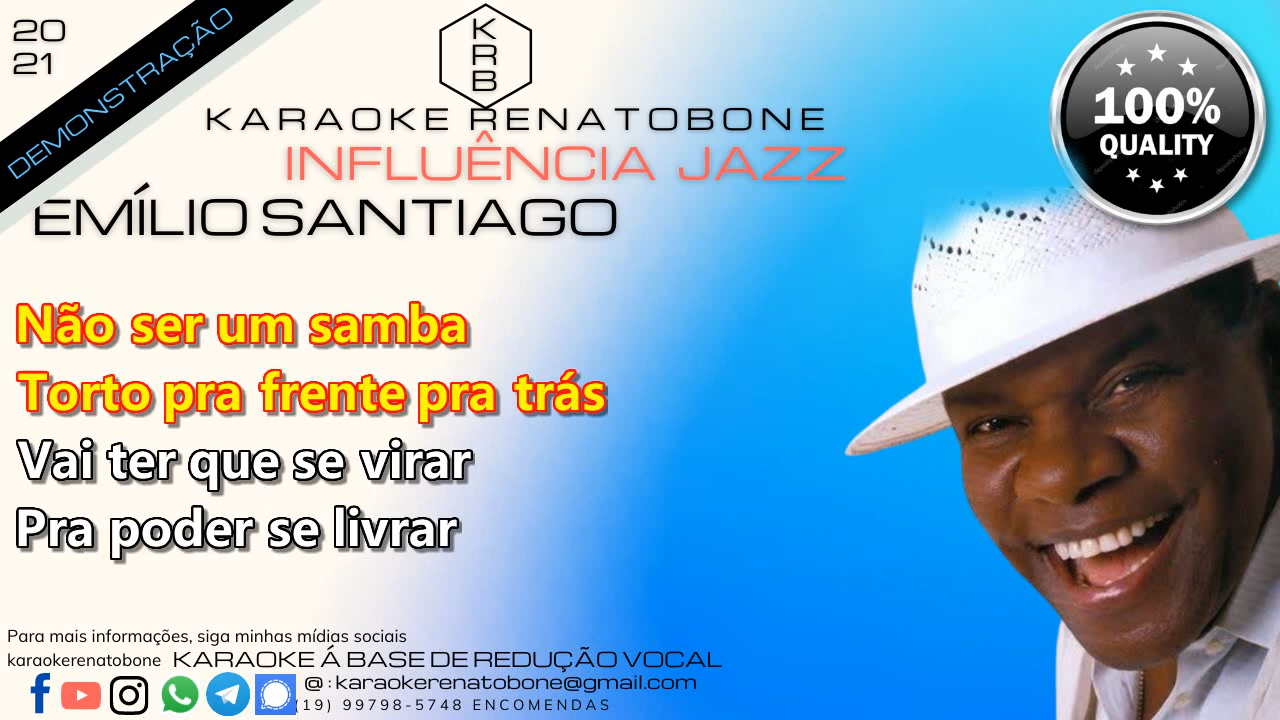 20
21
DEMONSTRAÇÃO
K
R
B
KARAOKE RENATOBONE
INFLUÊNCIA JAZZ
EMÍLIO SANTIAGO
100%
QUALITY
Não ser um samba
Torto pra frente pra trás
Vai ter que se virar
Pra poder se livrar
Para mais informações, siga minhas mídias sociais
karaokerenatobone KARAOKE Á BASE DE REDUÇÃO VOCAL
@:karaokerenatobone@gmail.com
(19) 99798-5748 ENCOMENDAS